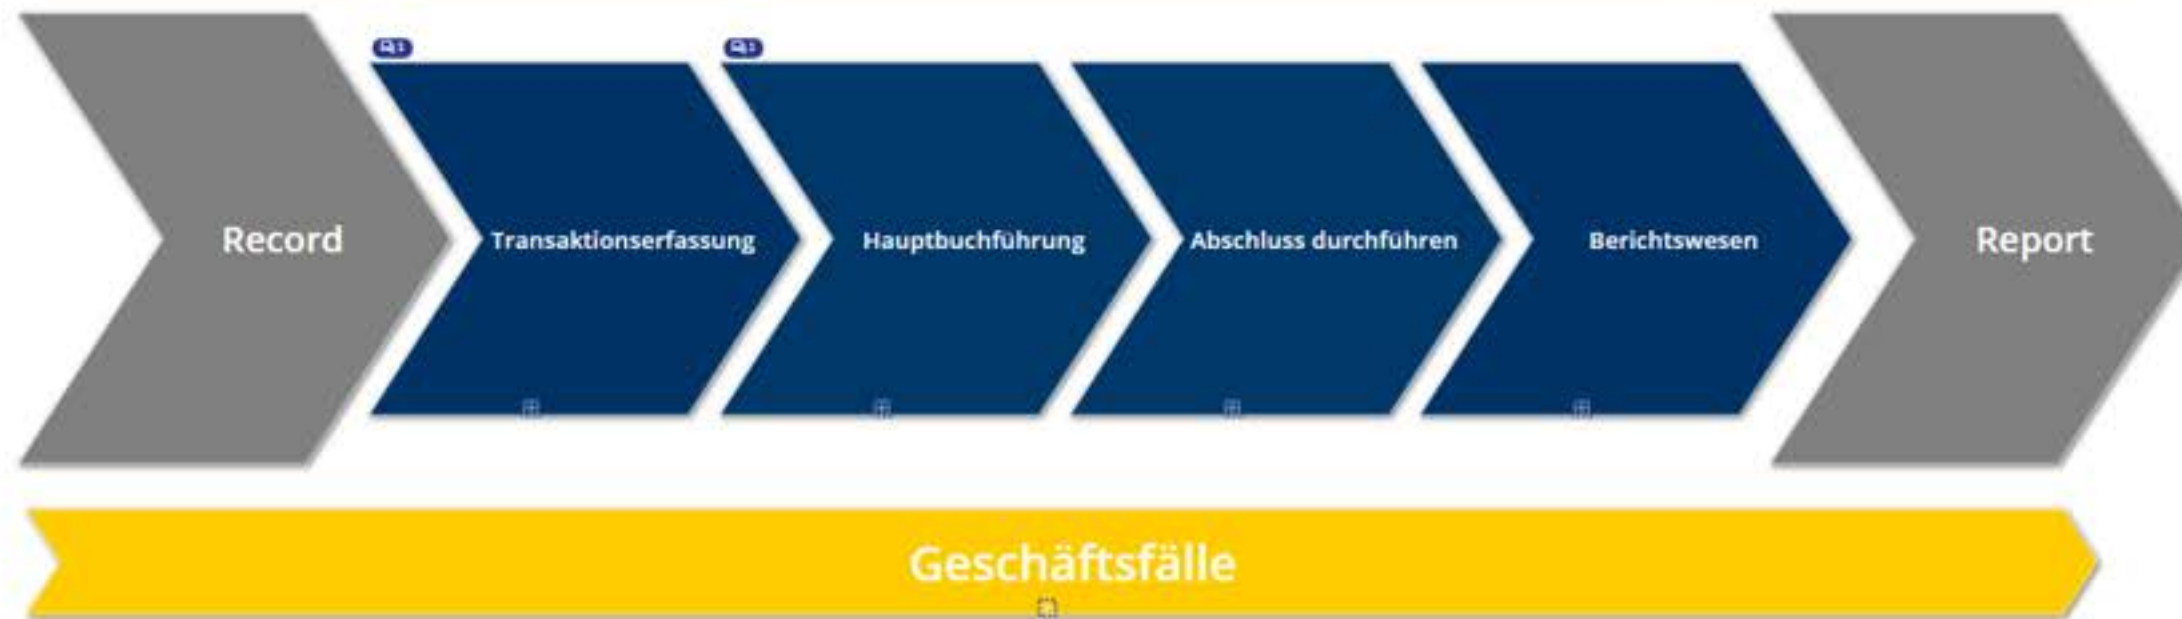 Record
Transaktionserfassung
Hauptbuchführung
Abschluss durchführen
Berichtswesen
Report
Geschäftsfälle